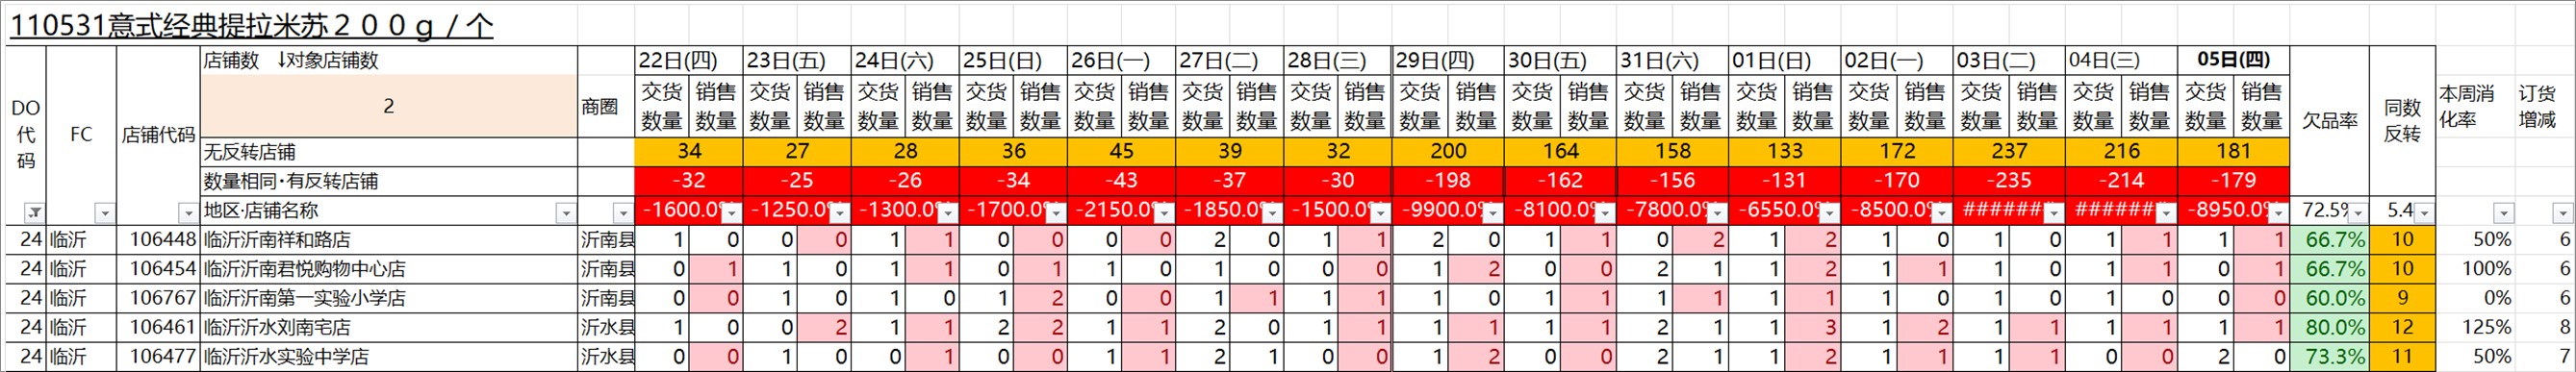 110531意式经典提拉米苏２００ｇ／个
DO代码 FC 店铺代码 店铺数 ↓对象店铺数 商圈 22日(四) 23日(五) 24日(六) 25日(日) 26日(一) 27日(二) 28日(三) 29日(四) 30日(五) 31日(六) 01日(日) 02日(一) 03日(二) 04日(三) 05日(四) 欠品率 同数反转 本周消化率 订货增减
2 交货数量 销售数量 交货数量 销售数量 交货数量 销售数量 交货数量 销售数量 交货数量 销售数量 交货数量 销售数量 交货数量 销售数量 交货数量 销售数量 交货数量 销售数量 交货数量 销售数量 交货数量 销售数量 交货数量 销售数量 交货数量 销售数量 交货数量 销售数量 交货数量 销售数量
无反转店铺 34 27 28 36 45 39 32 200 164 158 133 172 237 216 181
数量相同·有反转店铺 -32 -25 -26 -34 -43 -37 -30 -198 -162 -156 -131 -170 -235 -214 -179
地区·店铺名称 -1600.0% -1250.0% -1300.0% -1700.0% -2150.0% -1850.0% -1500.0% -9900.0% -8100.0% -7800.0% -6550.0% -8500.0% ####### ####### -8950.0% 72.5% 5.4
24 临沂 106448 临沂沂南祥和路店 沂南县 1 0 0 0 1 1 0 0 0 0 2 0 1 1 2 0 1 1 0 2 1 2 1 0 1 0 1 1 1 1 66.7% 10 50% 6
24 临沂 106454 临沂沂南君悦购物中心店 沂南县 0 1 1 0 1 1 0 1 1 0 1 0 0 0 1 2 0 0 2 1 1 2 1 1 1 0 1 1 0 1 66.7% 10 100% 6
24 临沂 106767 临沂沂南第一实验小学店 沂南县 0 0 1 0 1 0 1 2 0 0 1 1 1 1 1 0 1 1 1 1 1 1 1 0 1 0 1 0 0 0 60.0% 9 0% 6
24 临沂 106461 临沂沂水刘南宅店 沂水县 1 0 0 2 1 1 2 2 1 1 2 0 1 1 1 1 1 1 2 1 1 3 1 2 1 1 1 1 1 1 80.0% 12 125% 8
24 临沂 106477 临沂沂水实验中学店 沂水县 0 0 1 0 0 1 0 0 1 1 2 1 0 0 1 2 0 0 2 1 1 2 1 1 1 1 0 0 2 0 73.3% 11 50% 7